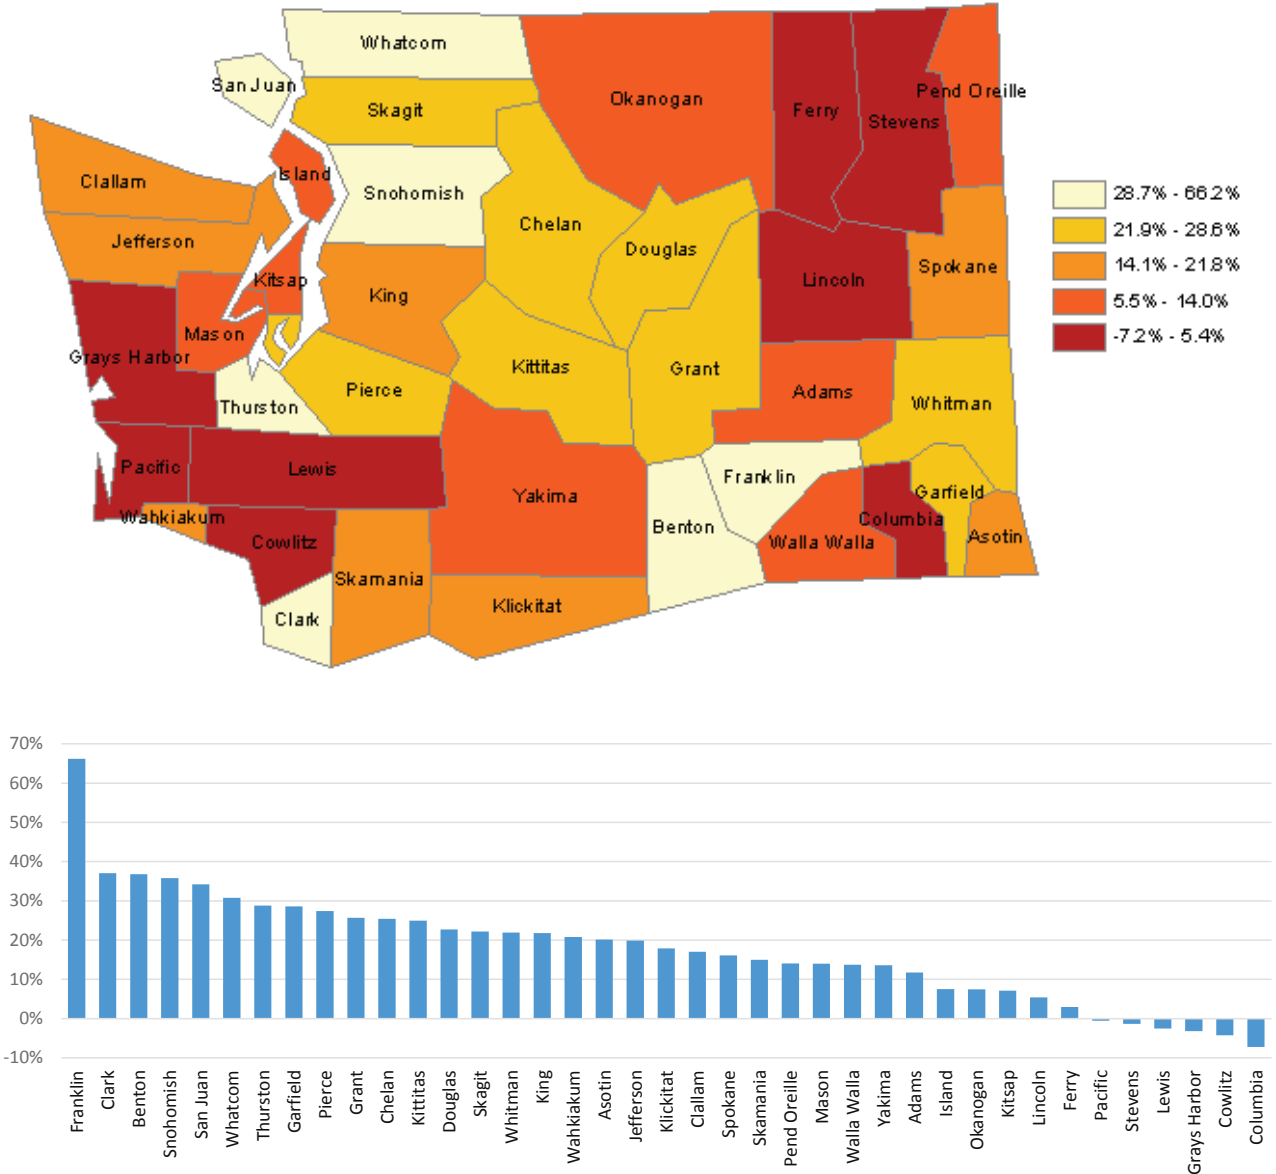 Whatcom
San Juan
Skagit
Okanogan
Ferry
Stevens
Pend Oreille
Clallam
Island
Snohomish
Chelan
Jefferson
Douglas
Kitsap
King
Lincoln
Spokane
Mason
Grays Harbor
Kittitas
Grant
Pierce
Thurston
Adams
Whitman
Pacific
Lewis
Yakima
Franklin
Garfield
Wahkiakum
Cowlitz
Benton
Columbia
Walla Walla
Asotin
Skamania
Klickitat
Clark
28.7% - 66.2%
21.9% - 28.6%
14.1% - 21.8%
5.5% - 14.0%
-7.2% - 5.4%
70%
60%
50%
40%
30%
20%
10%
0%
-10%
Franklin
Clark
Benton
Snohomish
San Juan
Whatcom
Thurston
Garfield
Pierce
Grant
Chelan
Kittitas
Douglas
Skagit
Whitman
King
Wahkiakum
Asotin
Jefferson
Klickitat
Clallam
Spokane
Skamania
Pend Oreille
Mason
Walla Walla
Yakima
Adams
Island
Okanogan
Kitsap
Lincoln
Ferry
Pacific
Stevens
Lewis
Grays Harbor
Cowlitz
Columbia